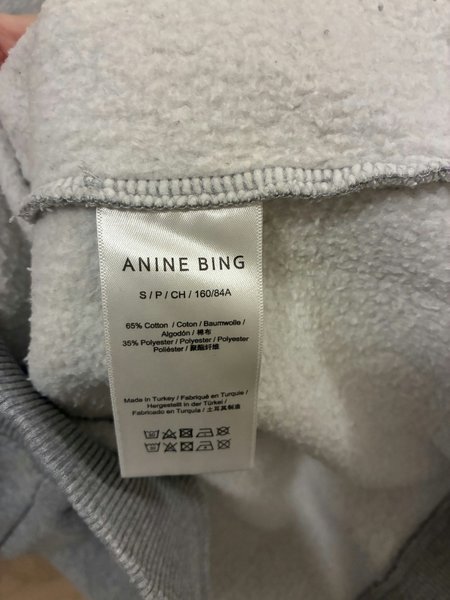 ANINE BING
S / P / CH / 160/84A
65% Cotton / Coton / Baumwolle /
Algodón / 棉布
35% Polyester / Polyester / Polyester
Poliéster / 聚酯纤维
Made in Turkey / Fabriqué en Turquie /
Hergestellt in der Türkei /
Fabricado en Turquía / 土耳其制造